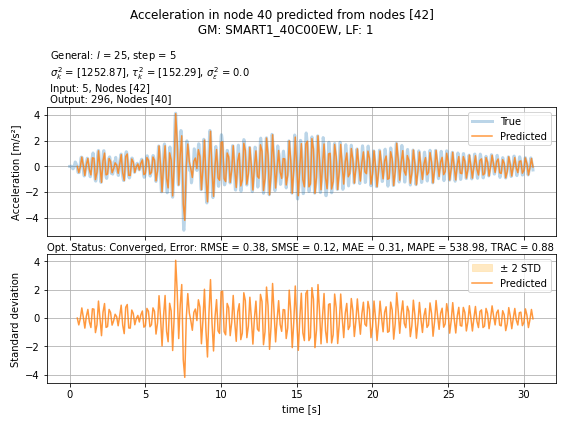 Acceleration in node 40 predicted from nodes [42]
GM: SMART1_40C00EW, LF: 1
General: l = 25, step = 5
σ²ₖ = [1252.87], τ²ₖ = [152.29], σ²ε = 0.0
Input: 5, Nodes [42]
Output: 296, Nodes [40]
Acceleration [m/s²]
4
2
0
−2
−4
True
Predicted
Opt. Status: Converged, Error: RMSE = 0.38, SMSE = 0.12, MAE = 0.31, MAPE = 538.98, TRAC = 0.88
Standard deviation
4
2
0
−2
−4
± 2 STD
Predicted
0 5 10 15 20 25 30
time [s]